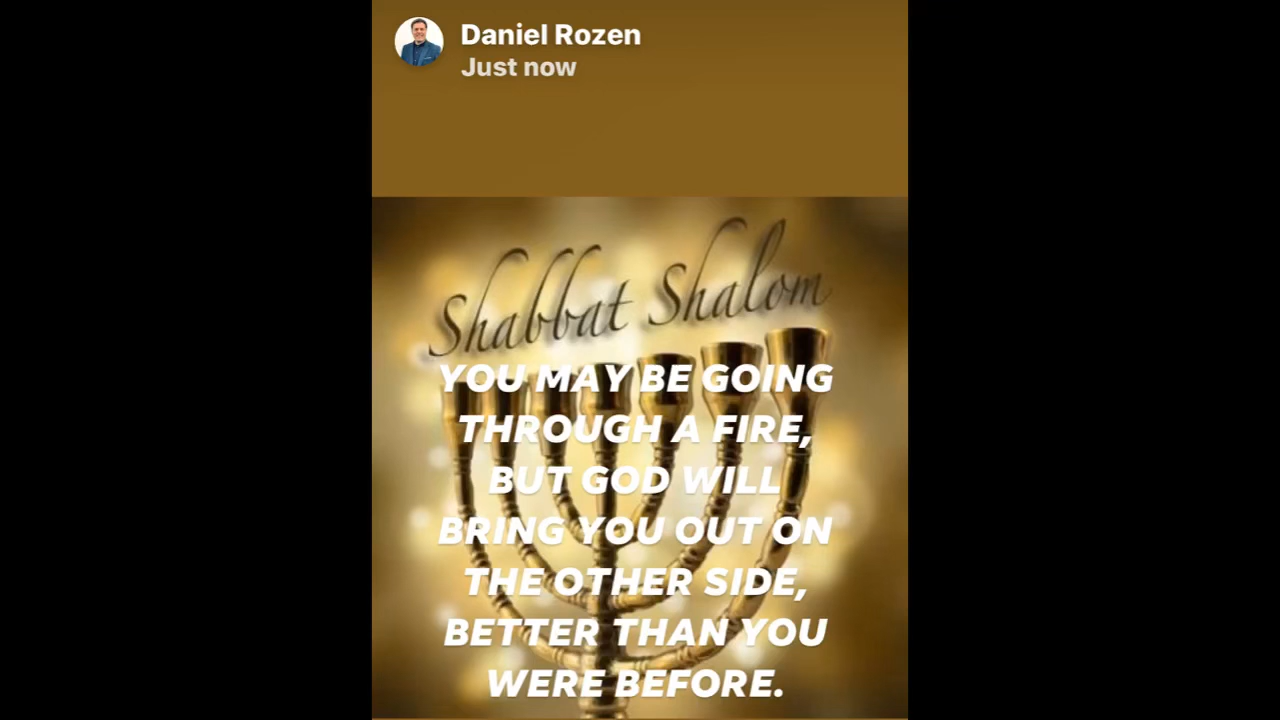 Daniel Rozen
Just now
Shabbat Shalom
YOU MAY BE GOING
THROUGH A FIRE,
BUT GOD WILL
BRING YOU OUT ON
THE OTHER SIDE,
BETTER THAN YOU
WERE BEFORE.